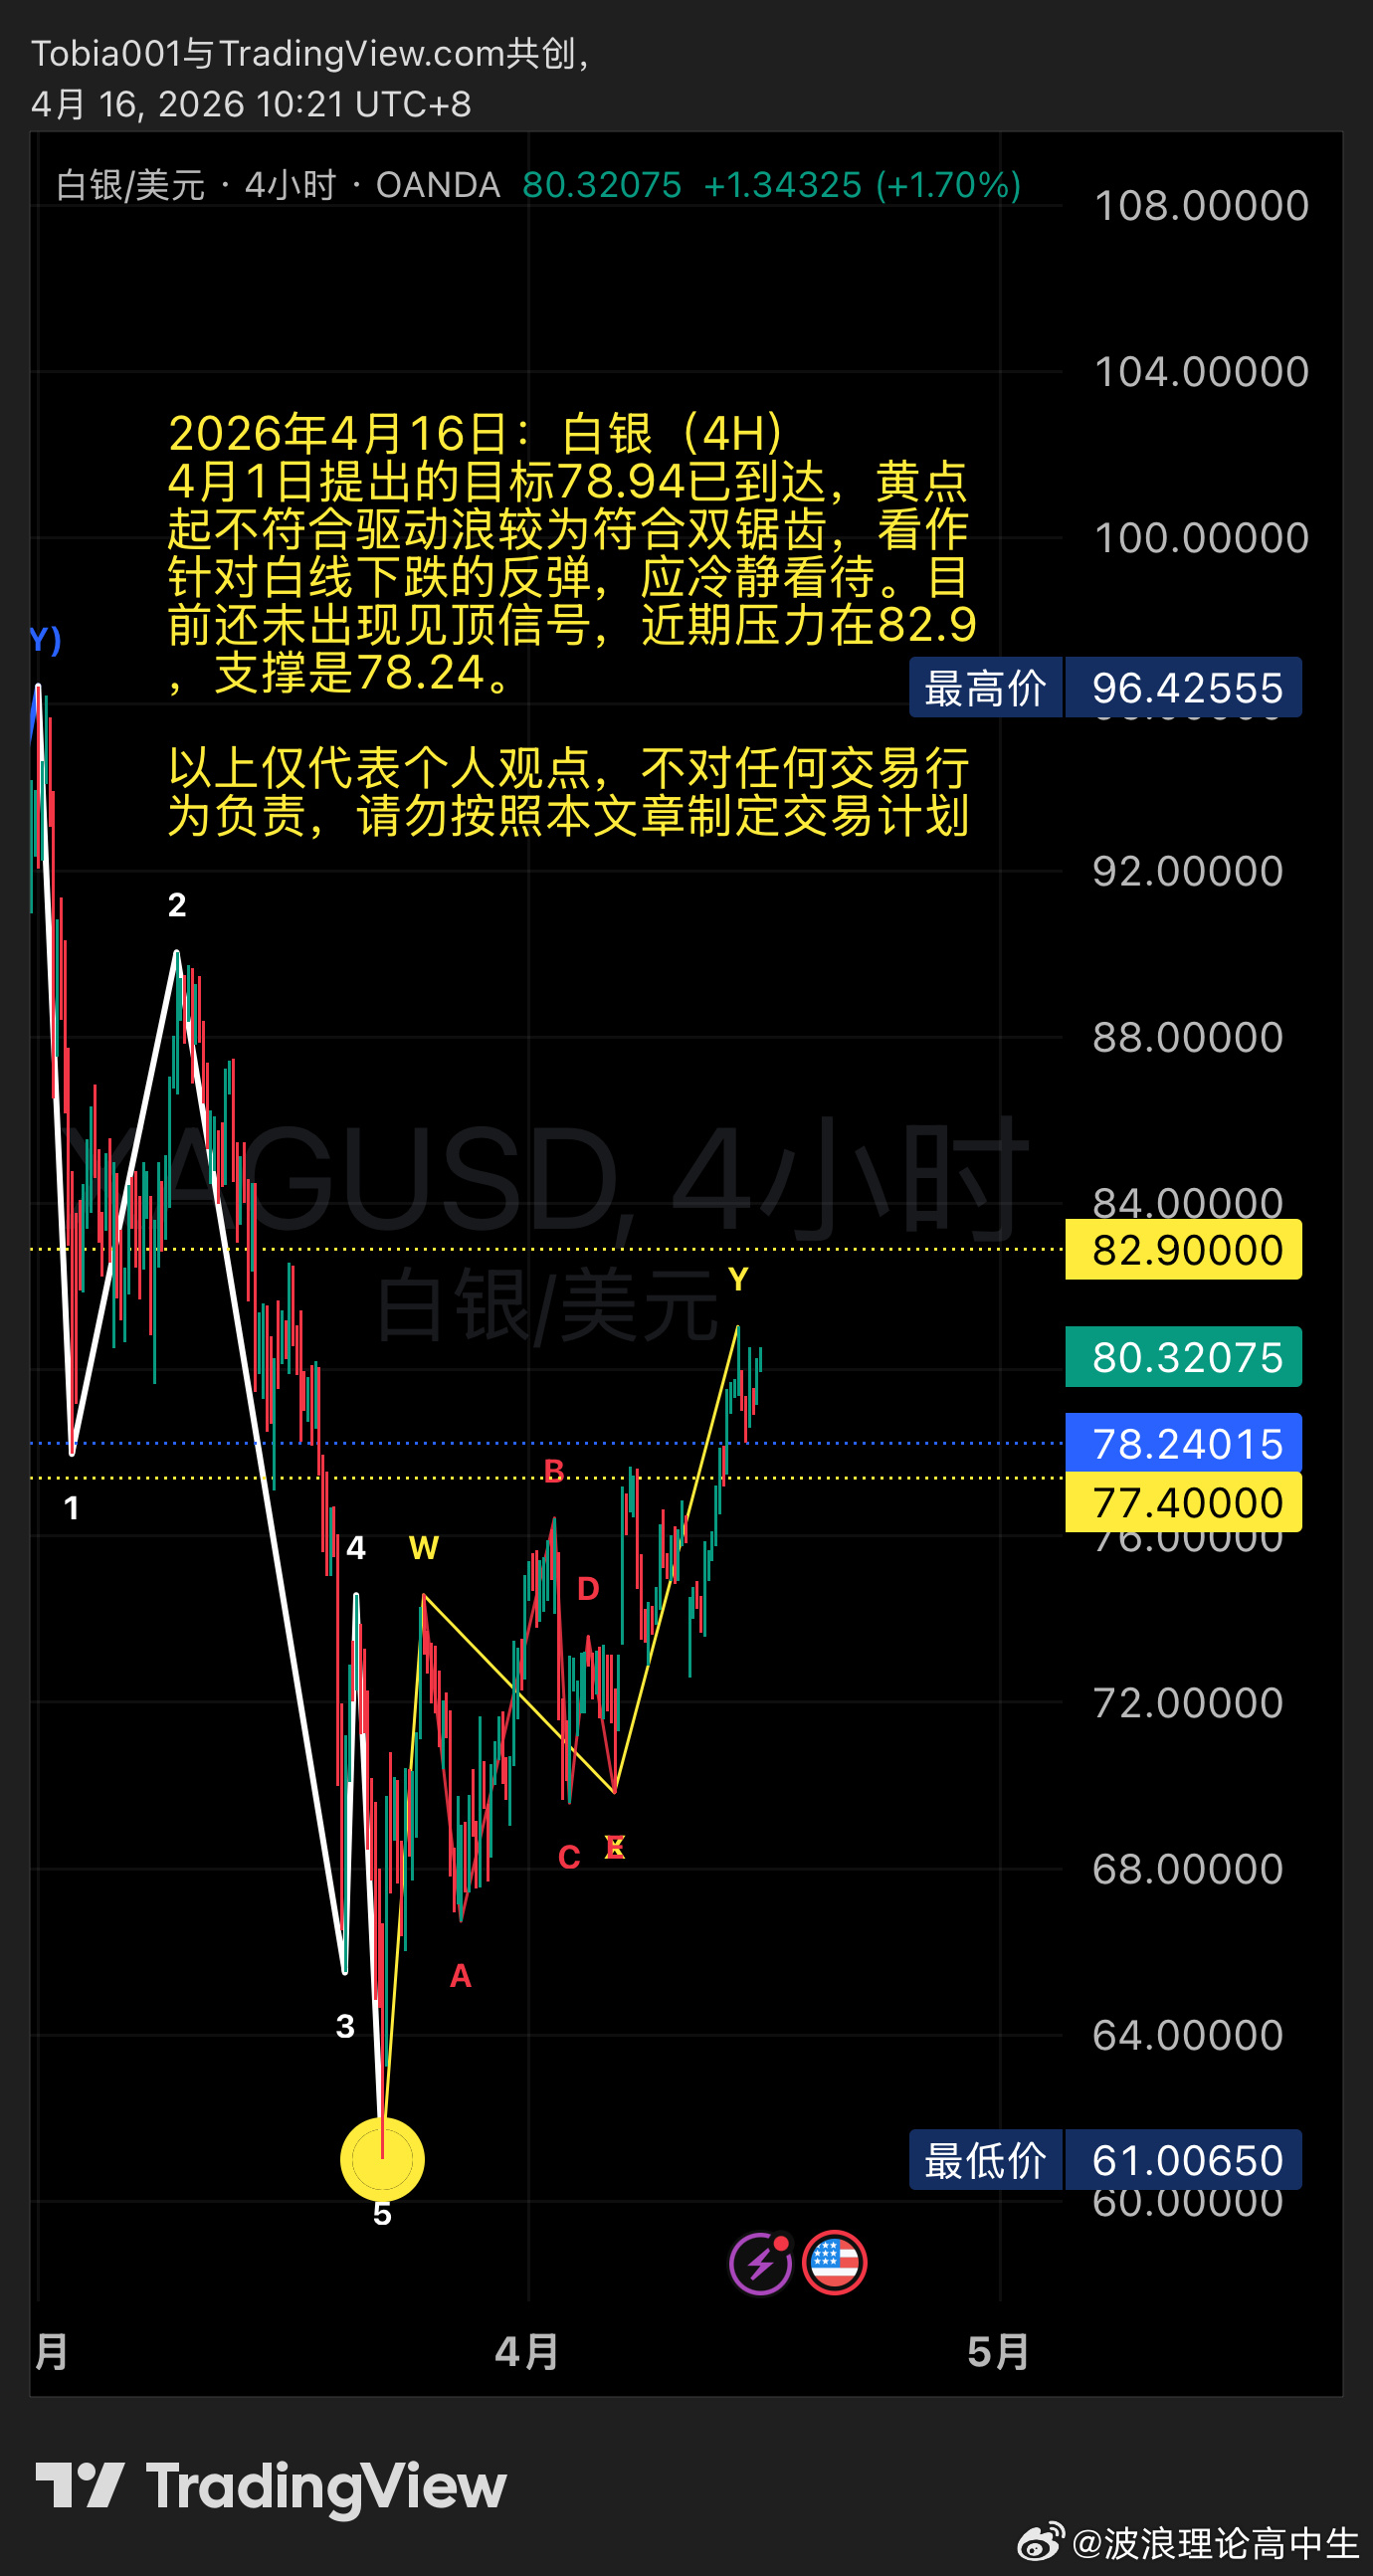 Tobia001与TradingView.com共创,
4月 16, 2026 10:21 UTC+8
白银/美元 · 4小时 · OANDA 80.32075 +1.34325 (+1.70%)
108.00000
104.00000
2026年4月16日：白银（4H）
4月1日提出的目标78.94已到达，黄点
起不符合驱动浪较为符合双锯齿，看作
针对白线下跌的反弹，应冷静看待。目
前还未出现见顶信号，近期压力在82.9
，支撑是78.24。
100.00000
Y)
最高价 96.42555
以上仅代表个人观点，不对任何交易行
为负责，请勿按照本文章制定交易计划
92.00000
2
88.00000
XAGUSD, 4小时
白银/美元
84.00000
82.90000
Y
80.32075
78.24015
77.40000
76.00000
1
B
4
W
D
72.00000
C
E
X
68.00000
A
3
64.00000
最低价 61.00650
60.00000
5
月
4月
5月
TradingView
@波浪理论高中生